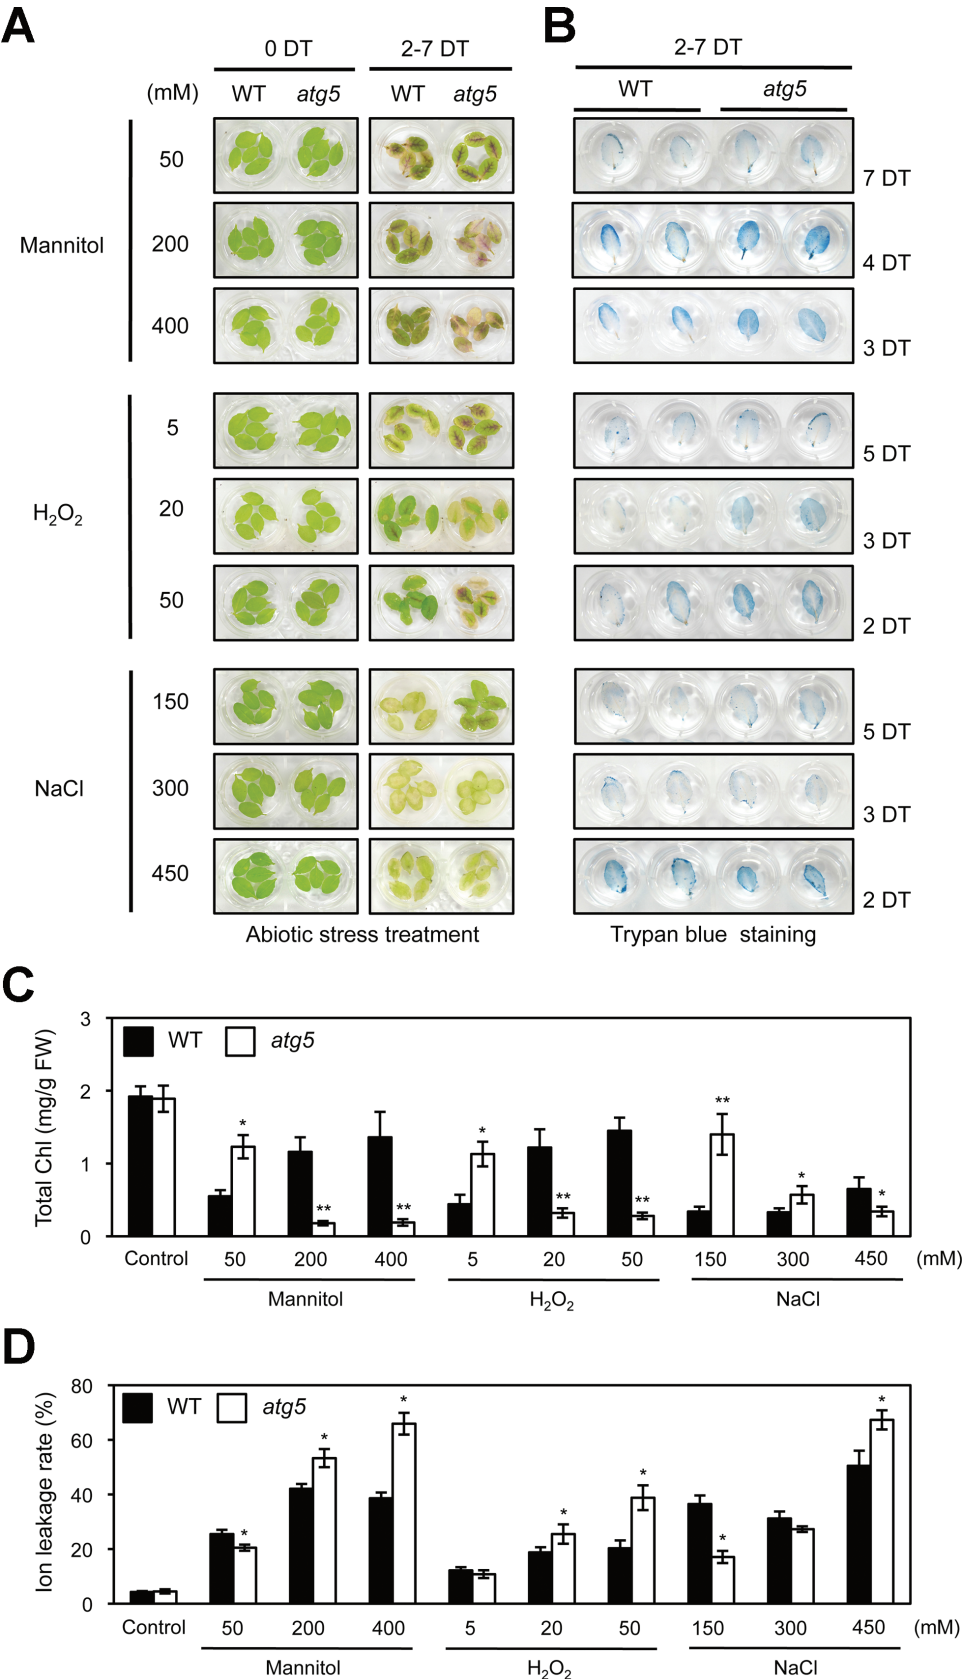 A
B
0 DT
2-7 DT
2-7 DT
(mM)
WT
atg5
WT
atg5
WT
atg5
Mannitol
50
7 DT
200
4 DT
400
3 DT
H₂O₂
5
5 DT
20
3 DT
50
2 DT
NaCl
150
5 DT
300
3 DT
450
2 DT
Abiotic stress treatment
Trypan blue staining
C
Total Chl (mg/g FW)
WT
atg5
3
2
1
0
*
**
**
*
**
**
**
*
*
Control
50
200
400
5
20
50
150
300
450
(mM)
Mannitol
H₂O₂
NaCl
D
Ion leakage rate (%)
WT
atg5
80
60
40
20
0
*
*
*
*
*
*
*
Control
50
200
400
5
20
50
150
300
450
(mM)
Mannitol
H₂O₂
NaCl